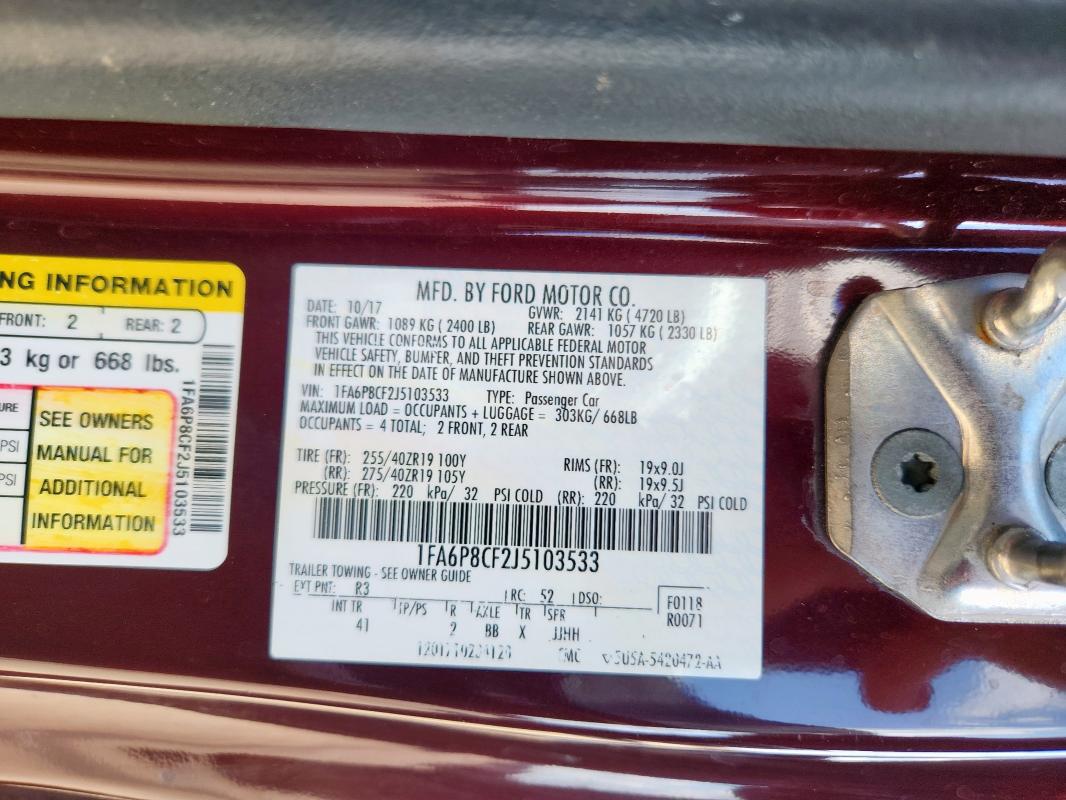 NG INFORMATION
FRONT: 2 REAR: 2
3 kg or 668 lbs.
URE
PSI
PSI
SEE OWNERS
MANUAL FOR
ADDITIONAL
INFORMATION
1FA6P8CF2J5103533
MFD. BY FORD MOTOR CO.
DATE: 10/17 GVWR: 2141 KG ( 4720 LB)
FRONT GAWR: 1089 KG ( 2400 LB) REAR GAWR: 1057 KG ( 2330 LB)
THIS VEHICLE CONFORMS TO ALL APPLICABLE FEDERAL MOTOR
VEHICLE SAFETY, BUMPER, AND THEFT PREVENTION STANDARDS
IN EFFECT ON THE DATE OF MANUFACTURE SHOWN ABOVE.
VIN: 1FA6P8CF2J5103533 TYPE: Passenger Car
MAXIMUM LOAD = OCCUPANTS + LUGGAGE = 303KG/ 668LB
OCCUPANTS = 4 TOTAL; 2 FRONT, 2 REAR
TIRE (FR): 255/40ZR19 100Y RIMS (FR): 19x9.0J
(RR): 275/40ZR19 105Y (RR): 19x9.5J
PRESSURE (FR): 220 kPa/ 32 PSI COLD (RR): 220 kPa/ 32 PSI COLD
1FA6P8CF2J5103533
TRAILER TOWING - SEE OWNER GUIDE
EXT PNT: R3 RC: 52 DSO: F0118
INT TR TP/PS R AXLE TR SFR R0071
41 2 BB X JJHH